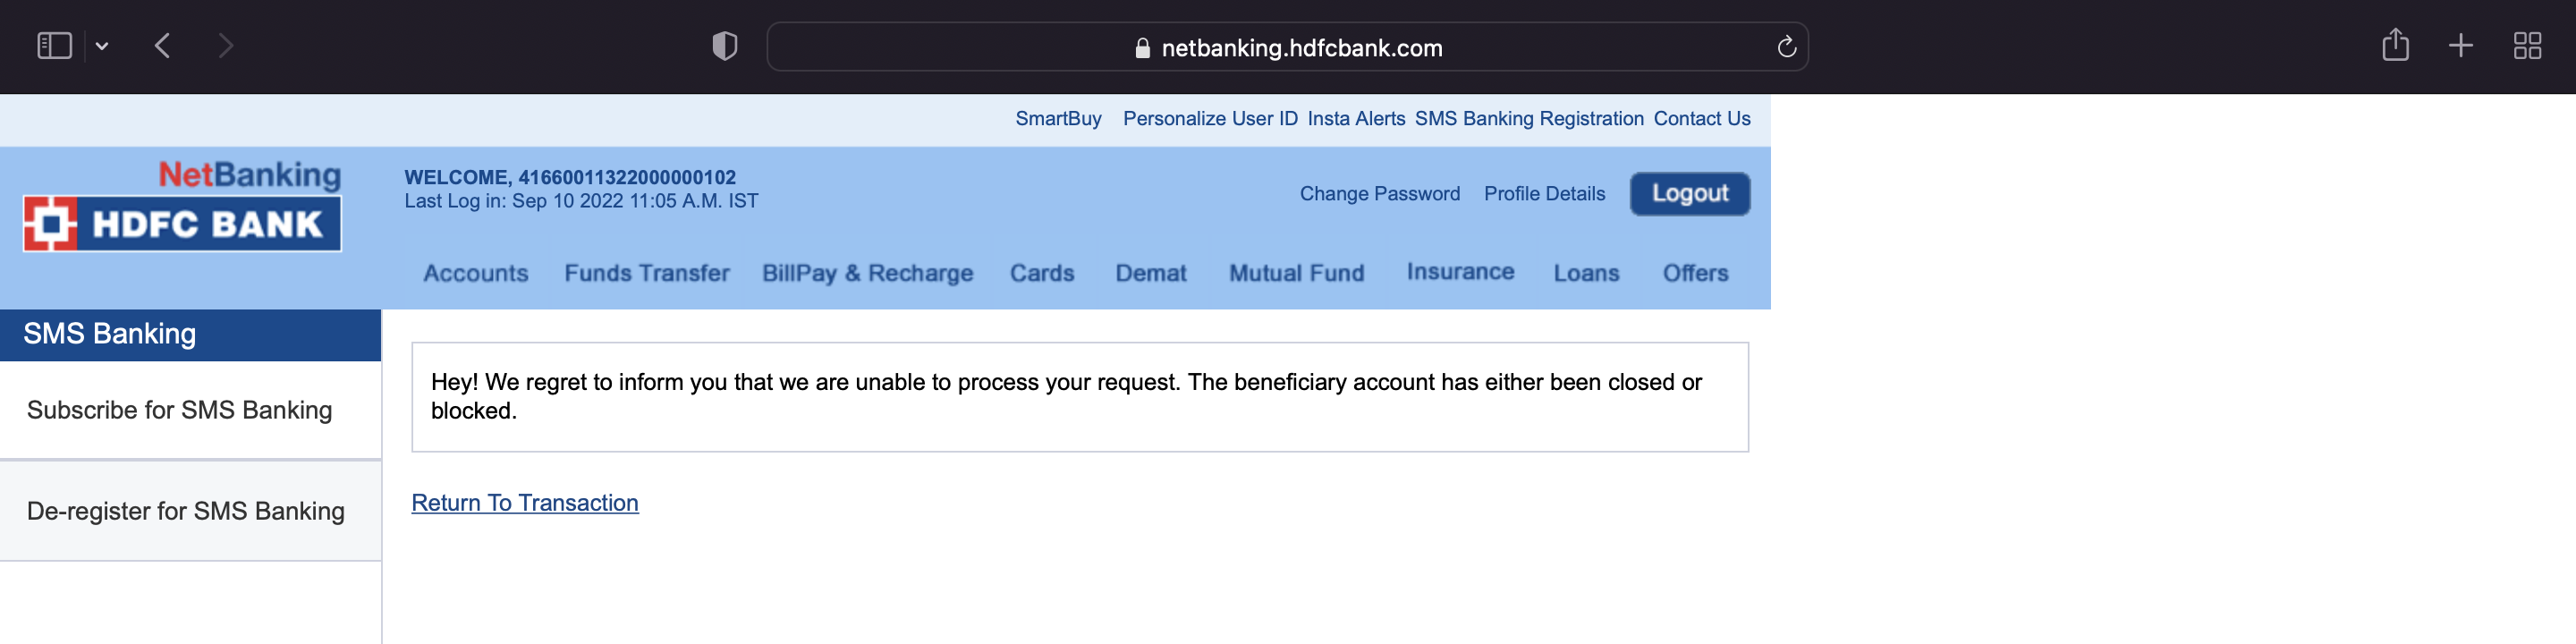 netbanking.hdfcbank.com
SmartBuy Personalize User ID Insta Alerts SMS Banking Registration Contact Us
NetBanking
HDFC BANK
WELCOME, 41660011322000000102
Last Log in: Sep 10 2022 11:05 A.M. IST
Change Password Profile Details Logout
Accounts Funds Transfer BillPay & Recharge Cards Demat Mutual Fund Insurance Loans Offers
SMS Banking
Subscribe for SMS Banking
De-register for SMS Banking
Hey! We regret to inform you that we are unable to process your request. The beneficiary account has either been closed or
blocked.
Return To Transaction